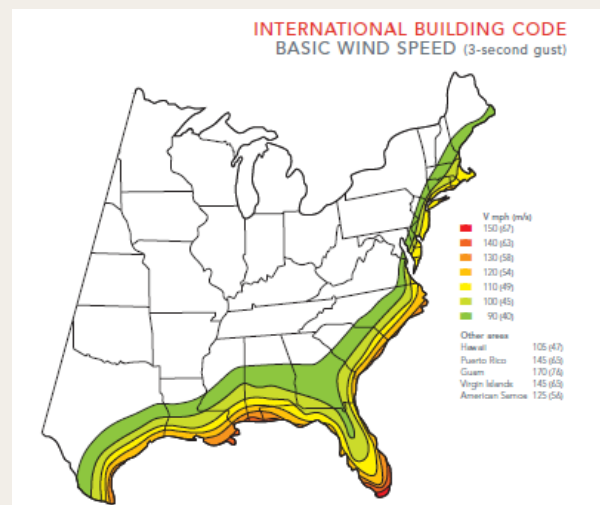 INTERNATIONAL BUILDING CODE
BASIC WIND SPEED (3-second gust)
V mph (m/s)
150 (67)
140 (63)
130 (58)
120 (54)
110 (49)
100 (45)
90 (40)
Other areas
Hawaii 105 (47)
Puerto Rico 145 (65)
Guam 170 (76)
Virgin Islands 145 (65)
American Samoa 125 (56)